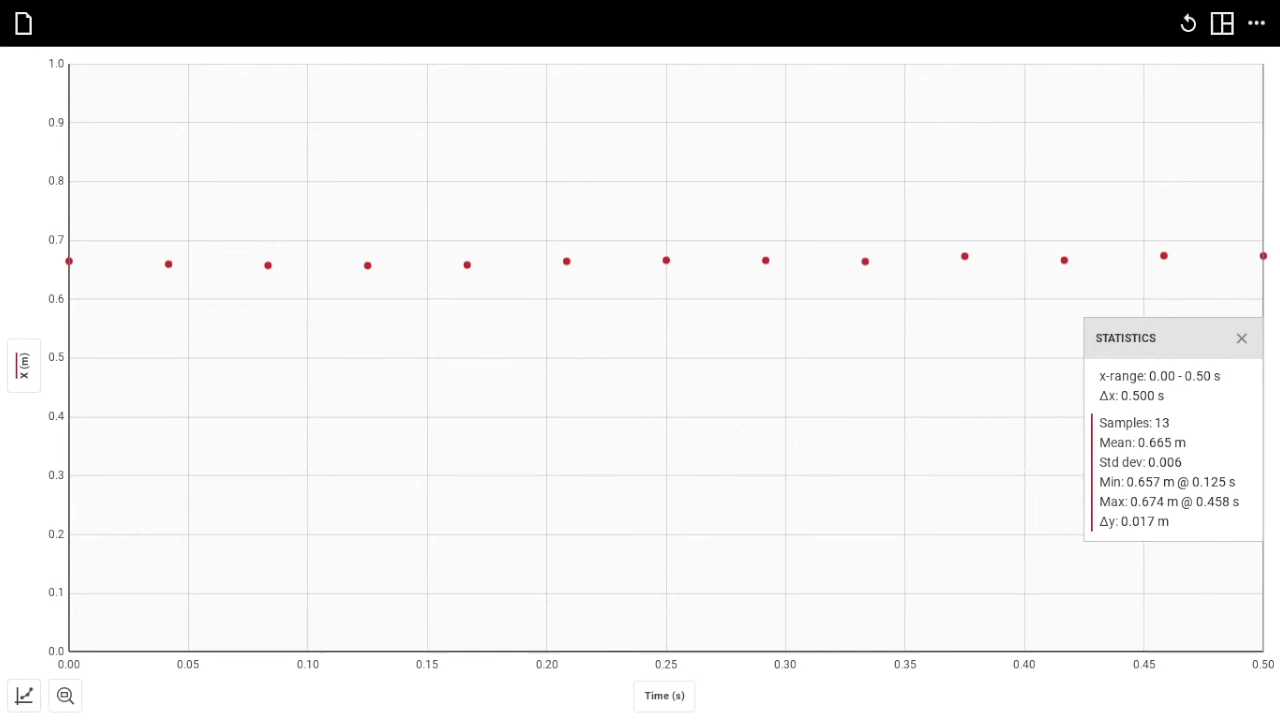 1.0
0.9
0.8
0.7
0.6
0.5
0.4
0.3
0.2
0.1
0.0
X (m)
0.00 0.05 0.10 0.15 0.20 0.25 0.30 0.35 0.40 0.45 0.50
Time (s)
STATISTICS
x-range: 0.00 - 0.50 s
Δx: 0.500 s
Samples: 13
Mean: 0.665 m
Std dev: 0.006
Min: 0.657 m @ 0.125 s
Max: 0.674 m @ 0.458 s
Δy: 0.017 m